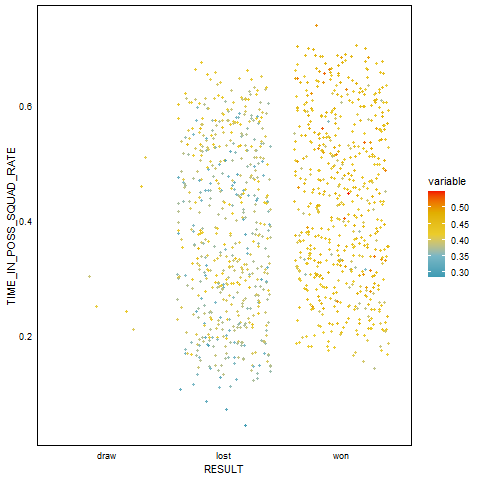 TIME_IN_POSS_SQUAD_RATE
0.6
0.4
0.2
draw
lost
won
RESULT
variable
0.50
0.45
0.40
0.35
0.30